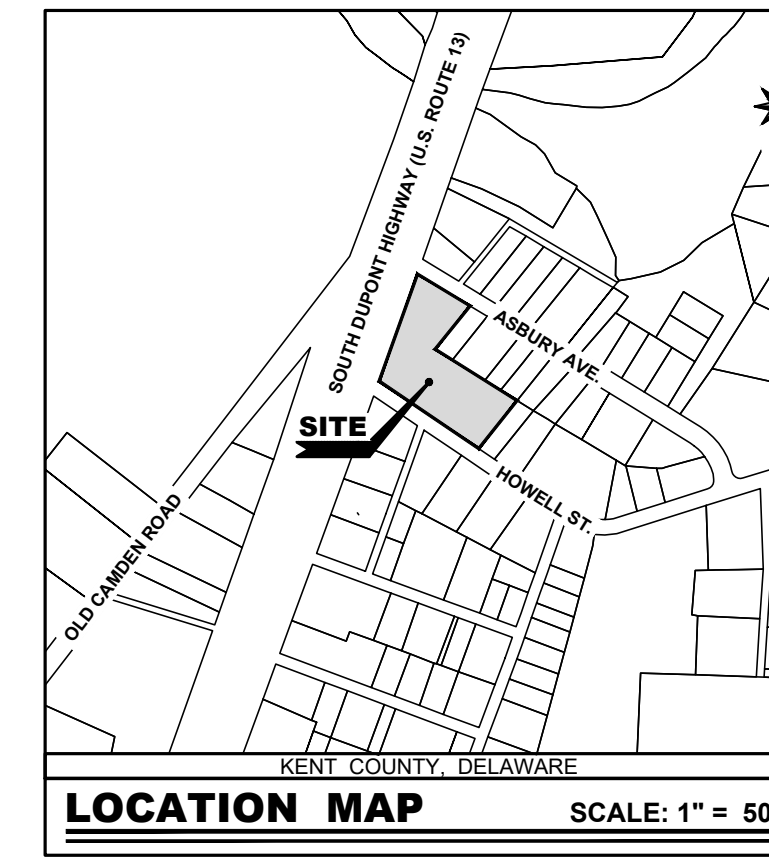 SOUTH DUPONT HIGHWAY (U.S. ROUTE 13)
ASBURY AVE.
SITE
HOWELL ST.
OLD CAMDEN ROAD
KENT COUNTY, DELAWARE
LOCATION MAP
SCALE: 1" = 50